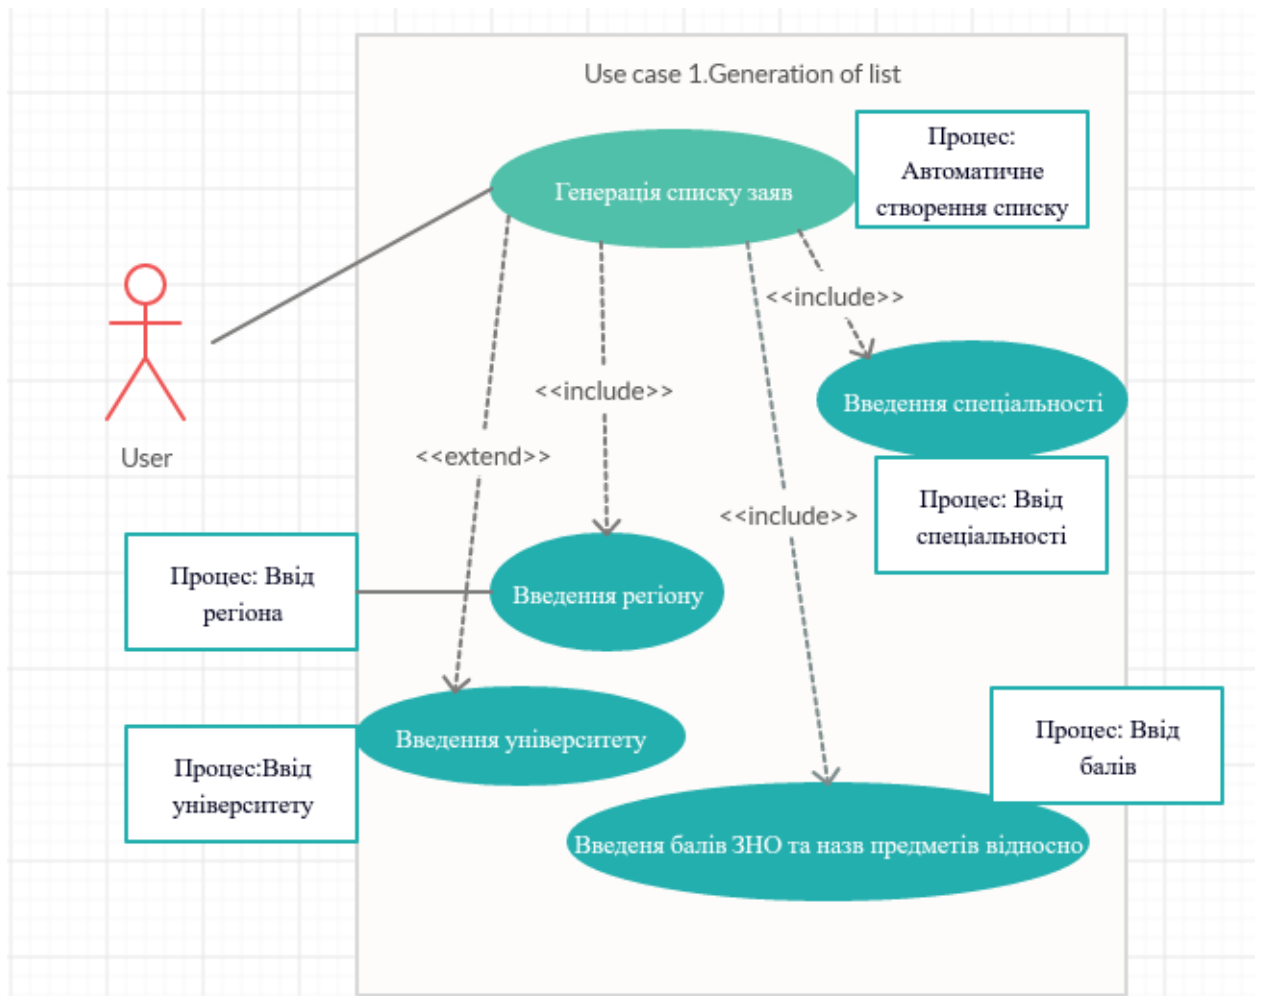 Use case 1.Generation of list
Процес:
Автоматичне
створення списку
Генерація списку заяв
<<include>>
<<include>>
Введення спеціальності
User
<<extend>>
Процес: Ввід
спеціальності
<<include>>
Процес: Ввід
регіона
Введення регіону
Введення університету
Процес:Ввід
університету
Процес: Ввід
балів
Введеня балів ЗНО та назв предметів відносно